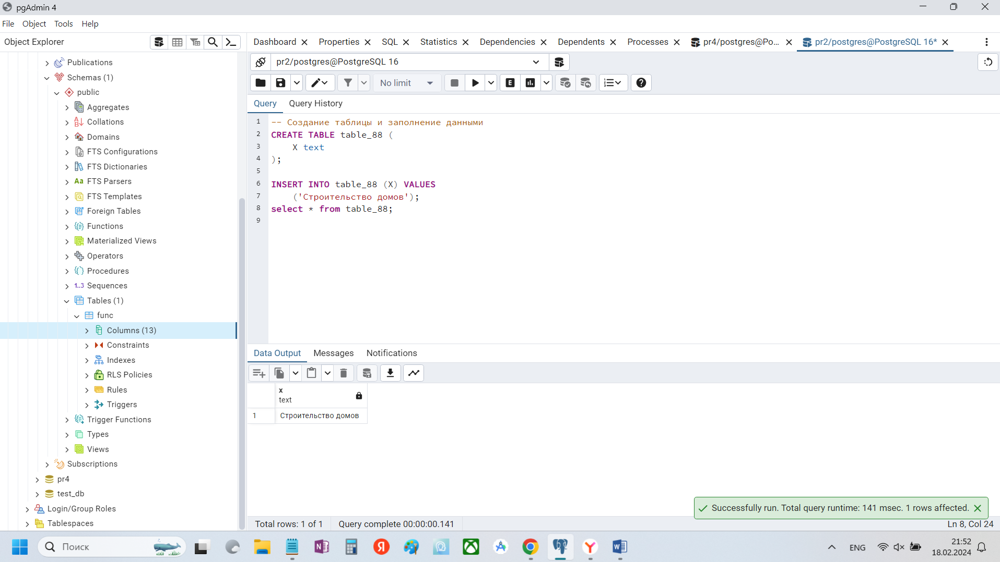 pgAdmin 4
File Object Tools Help
Object Explorer
Dashboard Properties SQL Statistics Dependencies Dependents Processes pr4/postgres@Po... pr2/postgres@PostgreSQL 16*
Publications
Schemas (1)
public
Aggregates
Collations
Domains
FTS Configurations
FTS Dictionaries
Aa FTS Parsers
FTS Templates
Foreign Tables
Functions
Materialized Views
Operators
Procedures
1..3 Sequences
Tables (1)
func
Columns (13)
Constraints
Indexes
RLS Policies
Rules
Triggers
Trigger Functions
Types
Views
Subscriptions
pr4
test_db
Login/Group Roles
Tablespaces
pr2/postgres@PostgreSQL 16
No limit
E
Query Query History
1 -- Создание таблицы и заполнение данными
2 CREATE TABLE table_88 (
3 X text
4 );
5
6 INSERT INTO table_88 (X) VALUES
7 ('Строительство домов');
8 select * from table_88;
9
Data Output Messages Notifications
x
text
1 Строительство домов
Successfully run. Total query runtime: 141 msec. 1 rows affected.
Total rows: 1 of 1 Query complete 00:00:00.141 Ln 8, Col 24
Поиск
ENG
21:52
18.02.2024